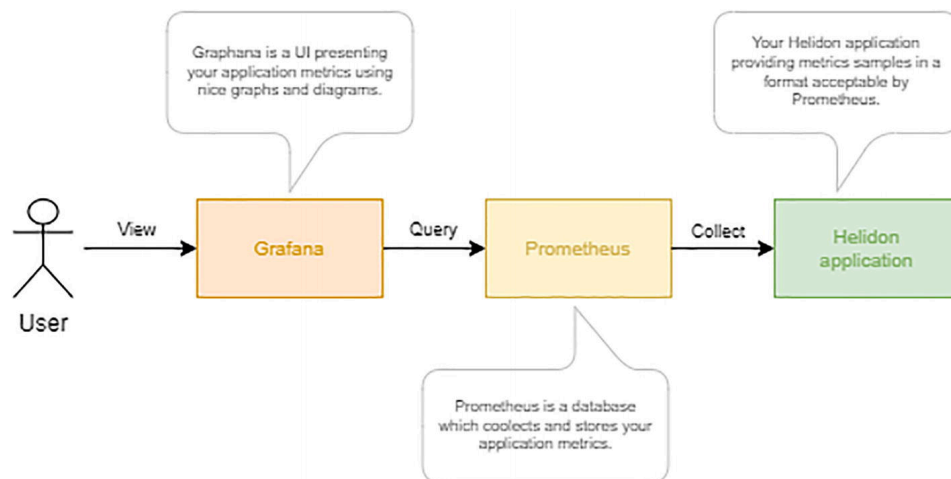 Graphana is a UI presenting
your application metrics using
nice graphs and diagrams.
Your Helidon application
providing metrics samples in a
format acceptable by
Prometheus.
View
Grafana
Query
Prometheus
Collect
Helidon
application
User
Prometheus is a database
which coolects and stores your
application metrics.